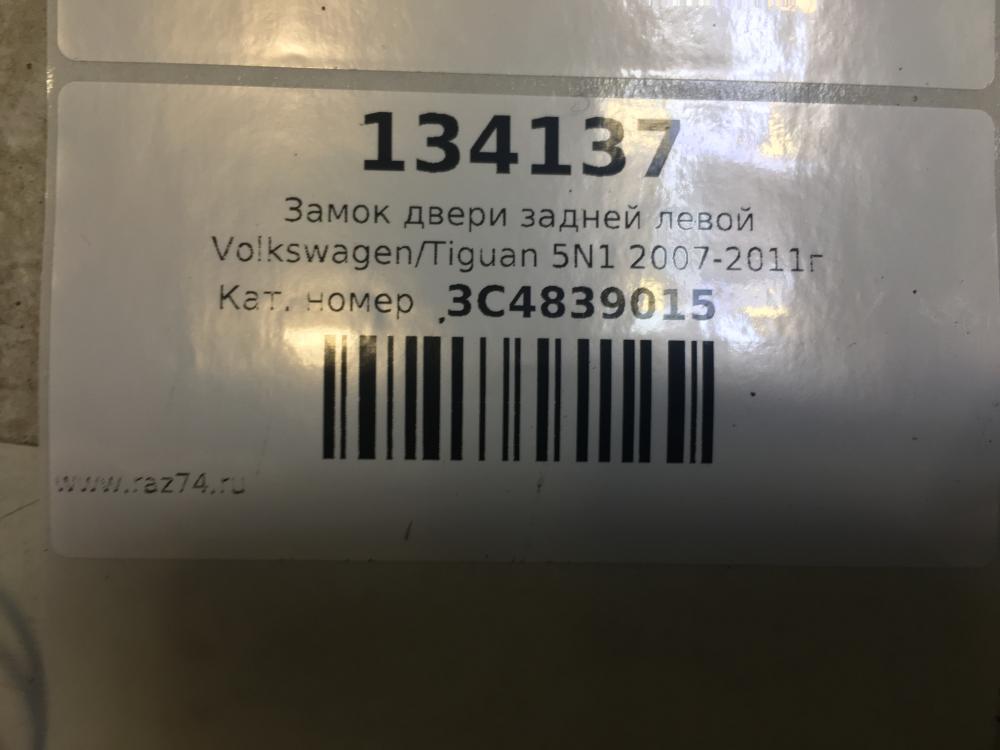 134137
Замок двери задней левой
Volkswagen/Tiguan 5N1 2007-2011г
Кат. номер 3C4839015
www.raz74.ru